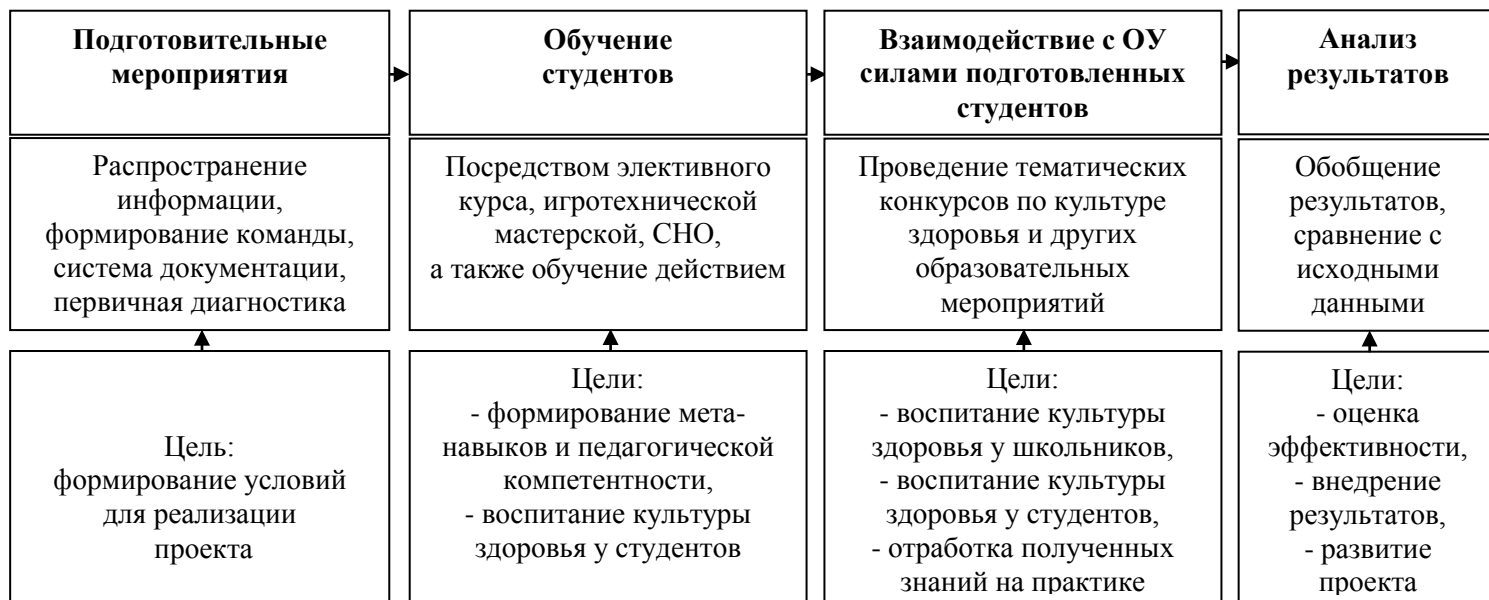 Подготовительные
мероприятия
Обучение
студентов
Взаимодействие с ОУ
силами подготовленных
студентов
Анализ
результатов
Распространение
информации,
формирование команды,
система документации,
первичная диагностика
Посредством элективного
курса, игротехнической
мастерской, СНО,
а также обучение действием
Проведение тематических
конкурсов по культуре
здоровья и других
образовательных
мероприятий
Обобщение
результатов,
сравнение с
исходными
данными
Цель:
формирование условий
для реализации
проекта
Цели:
- формирование мета-
навыков и педагогической
компетентности,
- воспитание культуры
здоровья у студентов
Цели:
- воспитание культуры
здоровья у школьников,
- воспитание культуры
здоровья у студентов,
- отработка полученных
знаний на практике
Цели:
- оценка
эффективности,
- внедрение
результатов,
- развитие
проекта